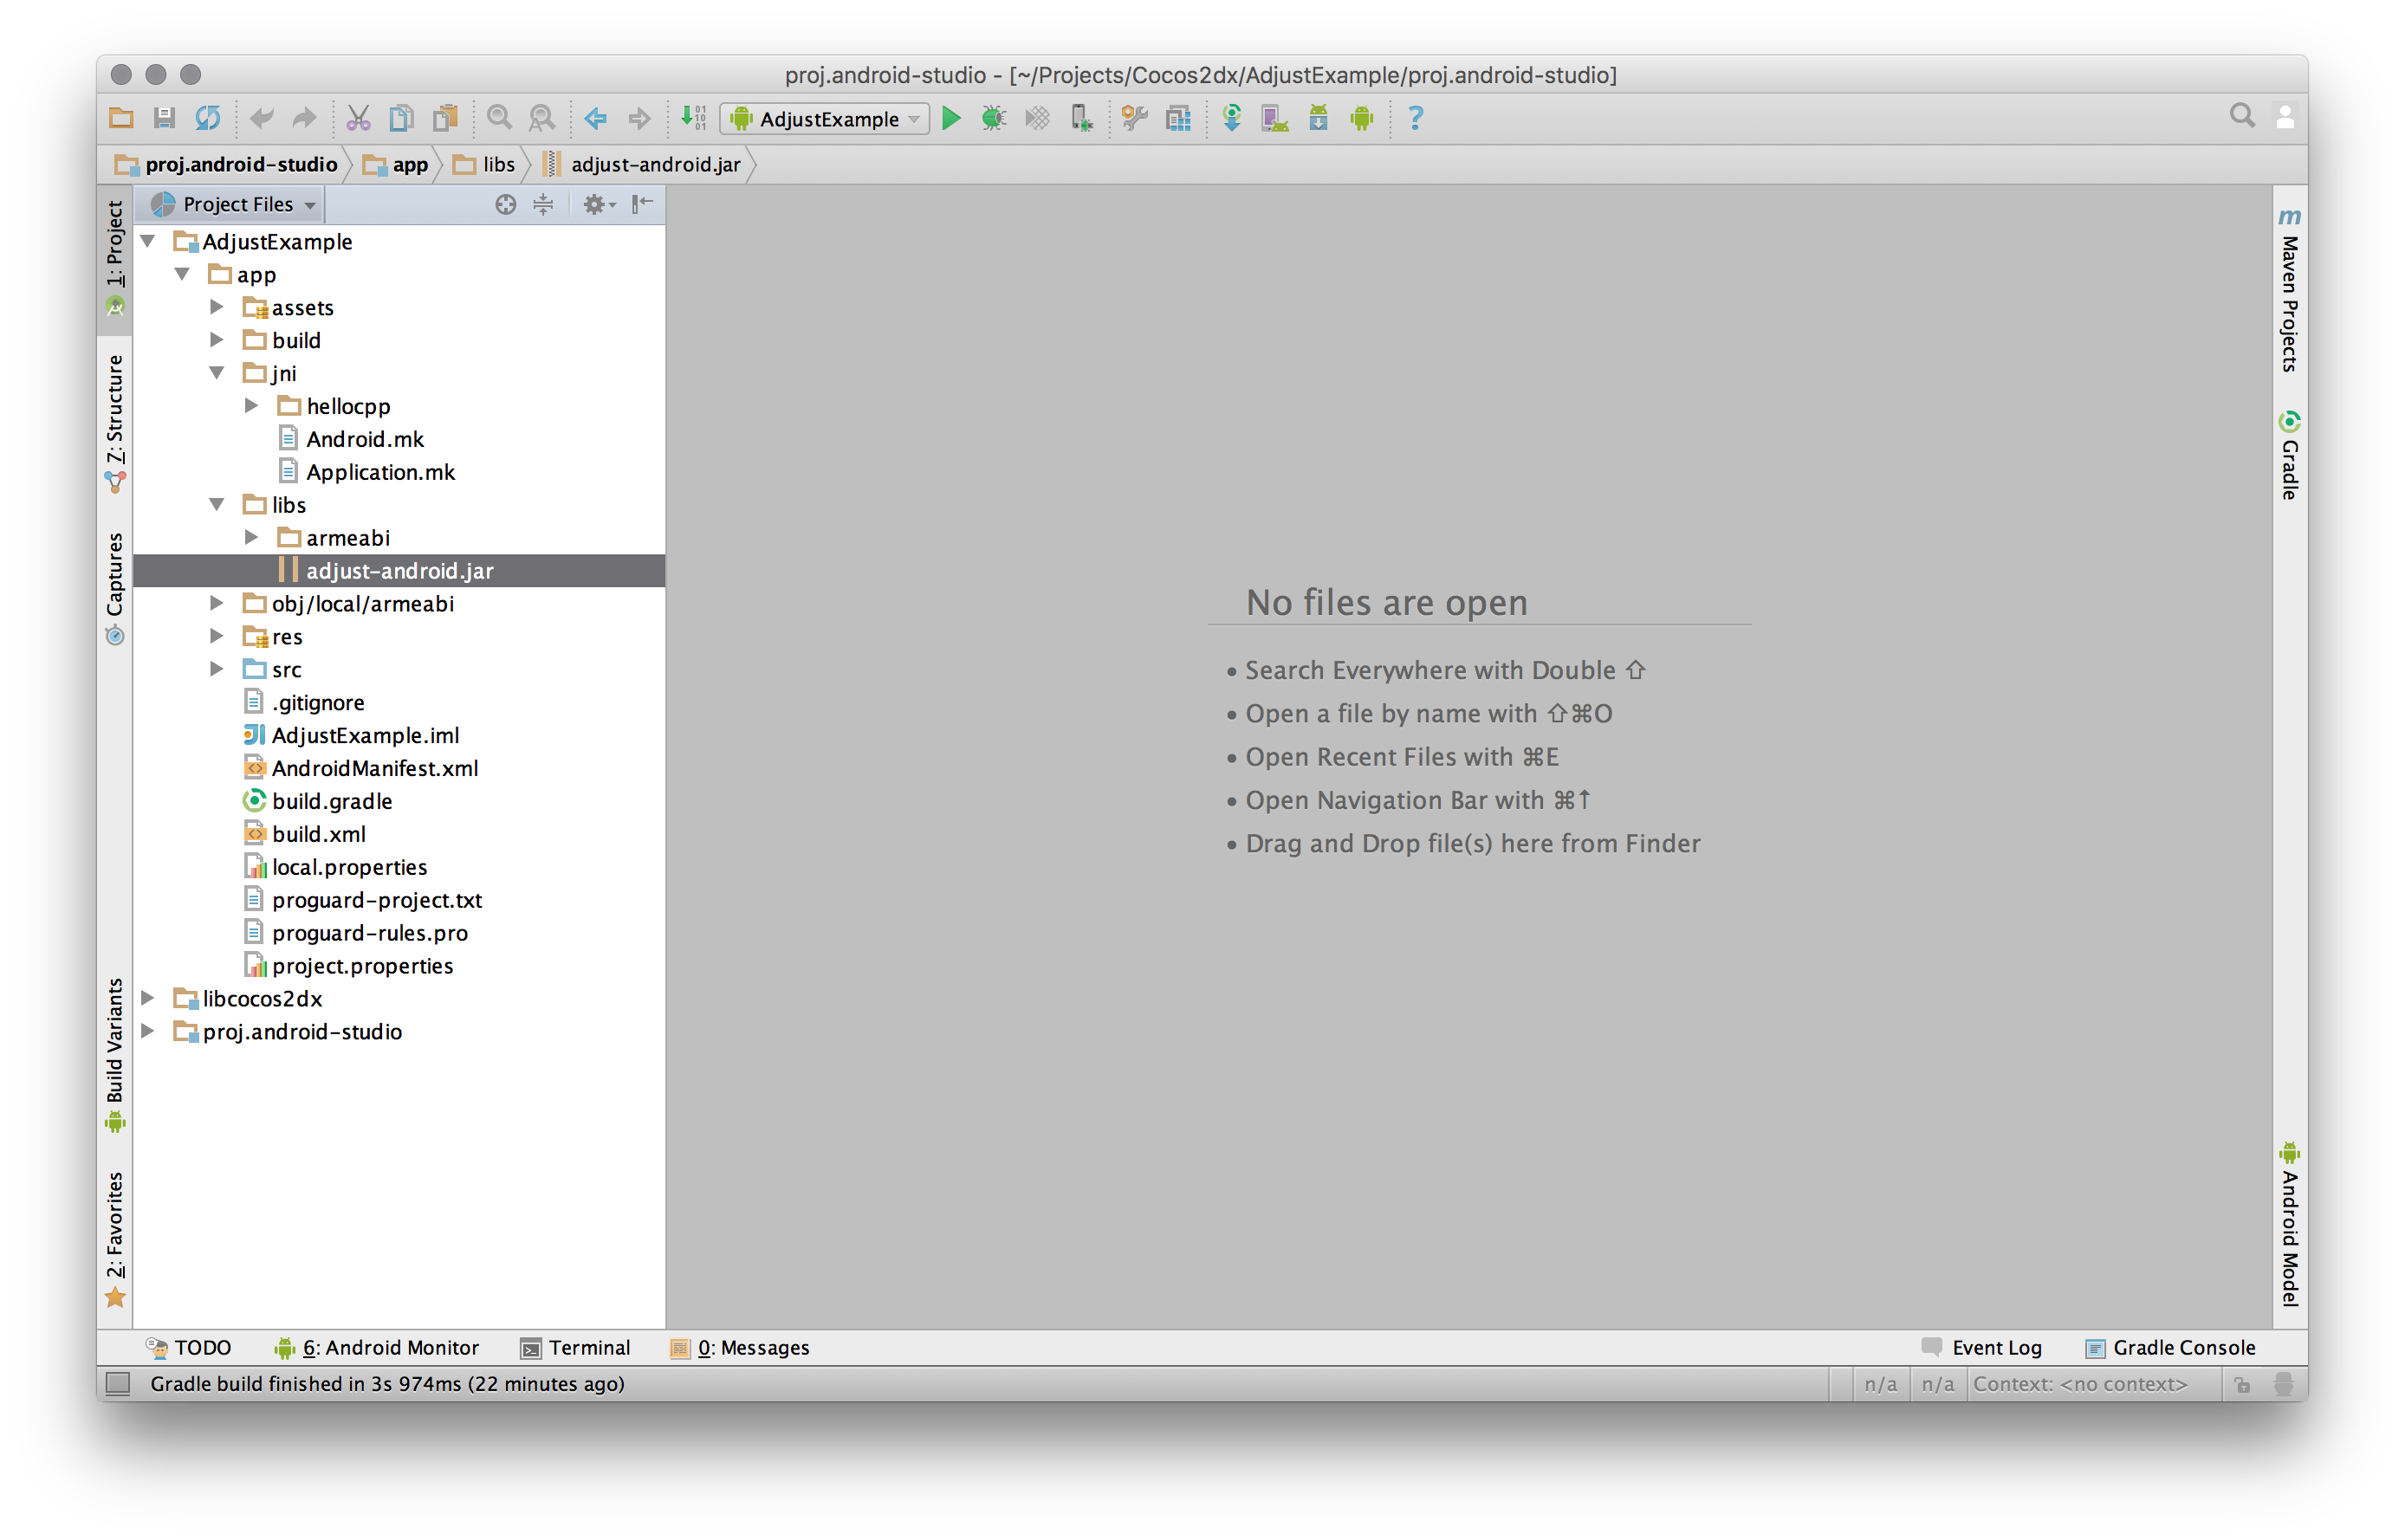 proj.android-studio - [~/Projects/Cocos2dx/AdjustExample/proj.android-studio]
AdjustExample
?
proj.android-studio app libs adjust-android.jar
1: Project
7: Structure
Captures
Build Variants
2: Favorites
Project Files
AdjustExample
app
assets
build
jni
hellocpp
Android.mk
Application.mk
libs
armeabi
adjust-android.jar
obj/local/armeabi
res
src
.gitignore
AdjustExample.iml
AndroidManifest.xml
build.gradle
build.xml
local.properties
proguard-project.txt
proguard-rules.pro
project.properties
libcocos2dx
proj.android-studio
No files are open
• Search Everywhere with Double ⇧
• Open a file by name with ⇧⌘O
• Open Recent Files with ⌘E
• Open Navigation Bar with ⌘↑
• Drag and Drop file(s) here from Finder
m
Maven Projects
Gradle
Android Model
TODO 6: Android Monitor Terminal 0: Messages Event Log Gradle Console
Gradle build finished in 3s 974ms (22 minutes ago) n/a n/a Context: <no context>